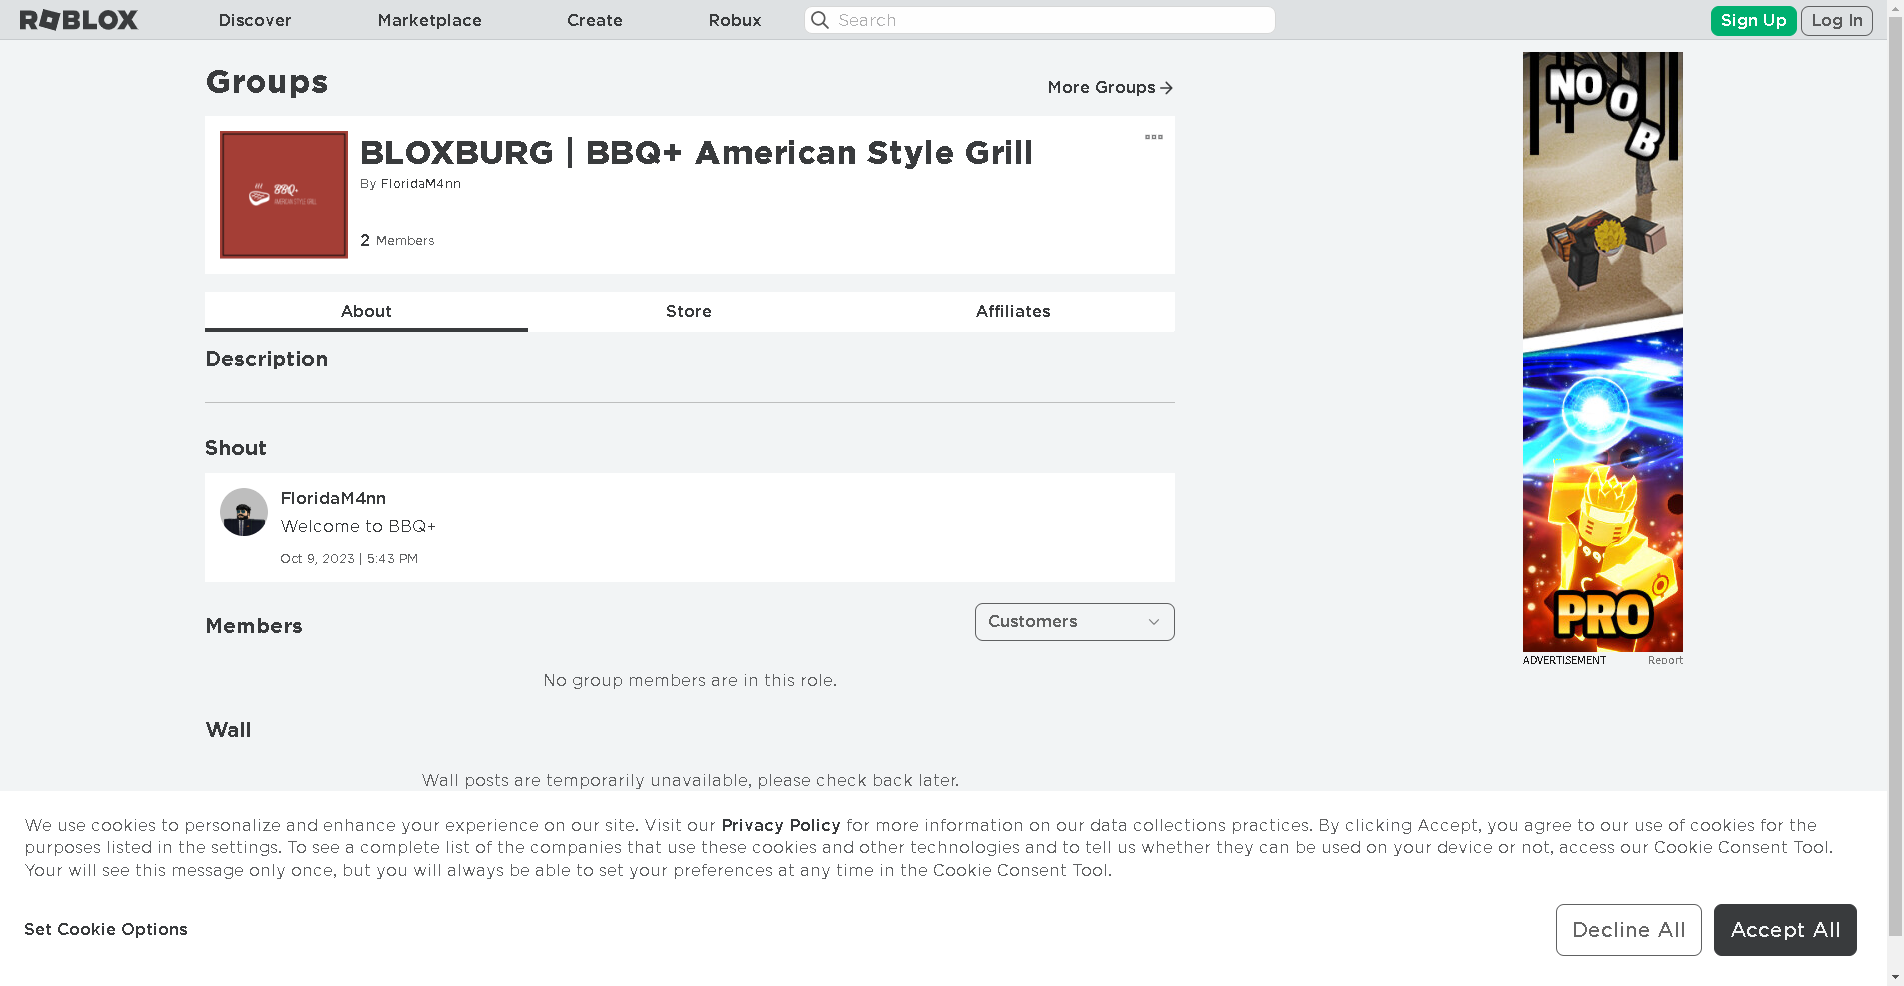 ROBLOX Discover Marketplace Create Robux Search Sign Up Log In
Groups
More Groups
BLOXBURG | BBQ+ American Style Grill
By FloridaM4nn
2 Members
BBQ+
AMERICAN STYLE GRILL
About Store Affiliates
Description
Shout
FloridaM4nn
Welcome to BBQ+
Oct 9, 2023 | 5:43 PM
Members
Customers
No group members are in this role.
Wall
Wall posts are temporarily unavailable, please check back later.
NOOB
PRO
ADVERTISEMENT Report
We use cookies to personalize and enhance your experience on our site. Visit our Privacy Policy for more information on our data collections practices. By clicking Accept, you agree to our use of cookies for the
purposes listed in the settings. To see a complete list of the companies that use these cookies and other technologies and to tell us whether they can be used on your device or not, access our Cookie Consent Tool.
Your will see this message only once, but you will always be able to set your preferences at any time in the Cookie Consent Tool.
Set Cookie Options
Decline All
Accept All